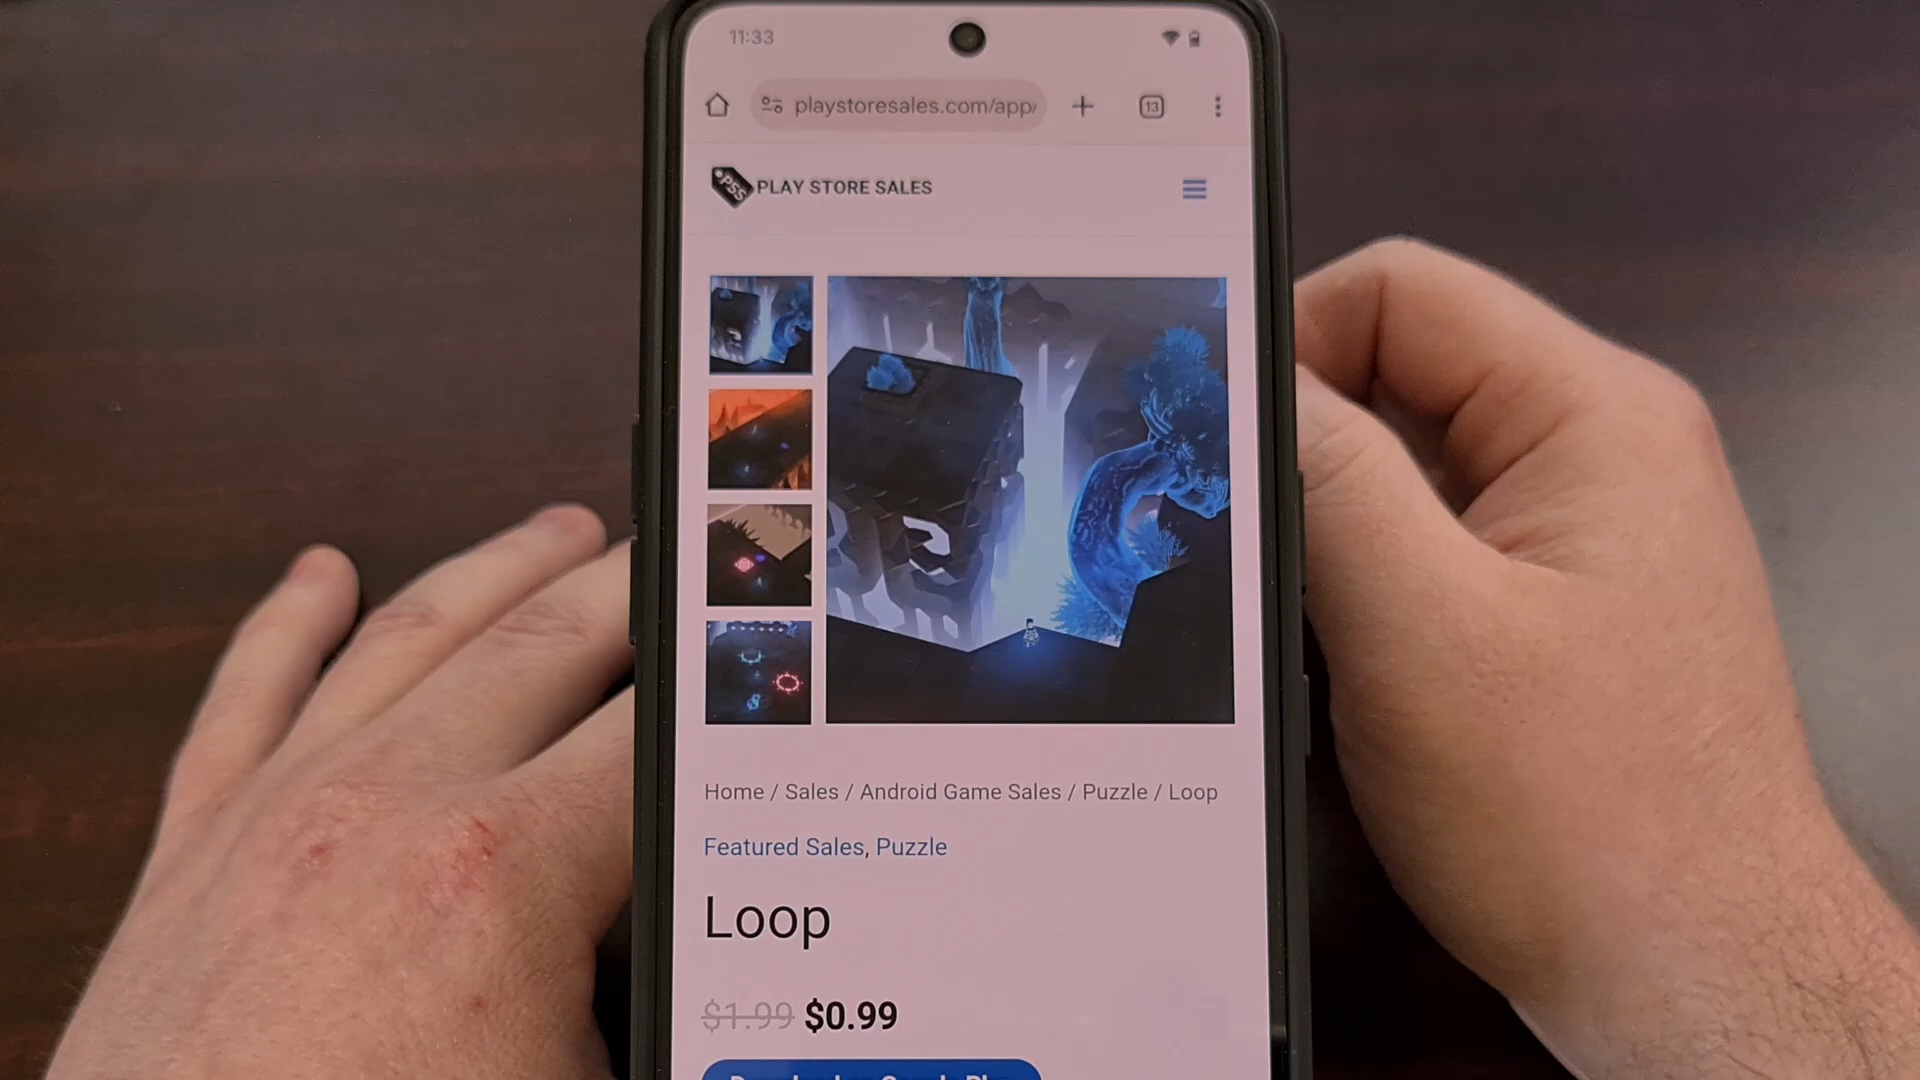 11:33
playstoresales.com/app/
13
PSS
PLAY STORE SALES
Home / Sales / Android Game Sales / Puzzle / Loop
Featured Sales, Puzzle
Loop
$1.99 $0.99